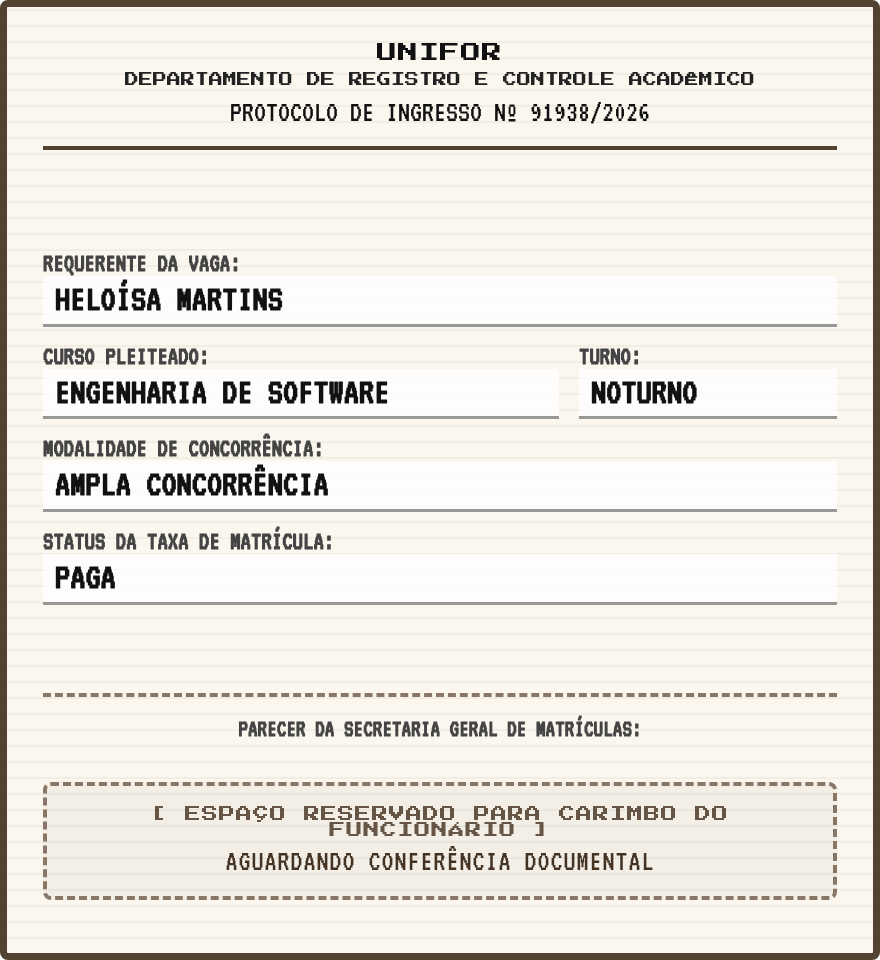 UNIFOR
DEPARTAMENTO DE REGISTRO E CONTROLE ACADÊMICO
PROTOCOLO DE INGRESSO Nº 91938/2026
REQUERENTE DA VAGA:
HELOÍSA MARTINS
CURSO PLEITEADO:
ENGENHARIA DE SOFTWARE
TURNO:
NOTURNO
MODALIDADE DE CONCORRÊNCIA:
AMPLA CONCORRÊNCIA
STATUS DA TAXA DE MATRÍCULA:
PAGA
PARECER DA SECRETARIA GERAL DE MATRÍCULAS:
[ ESPAÇO RESERVADO PARA CARIMBO DO
FUNCIONÁRIO ]
AGUARDANDO CONFERÊNCIA DOCUMENTAL